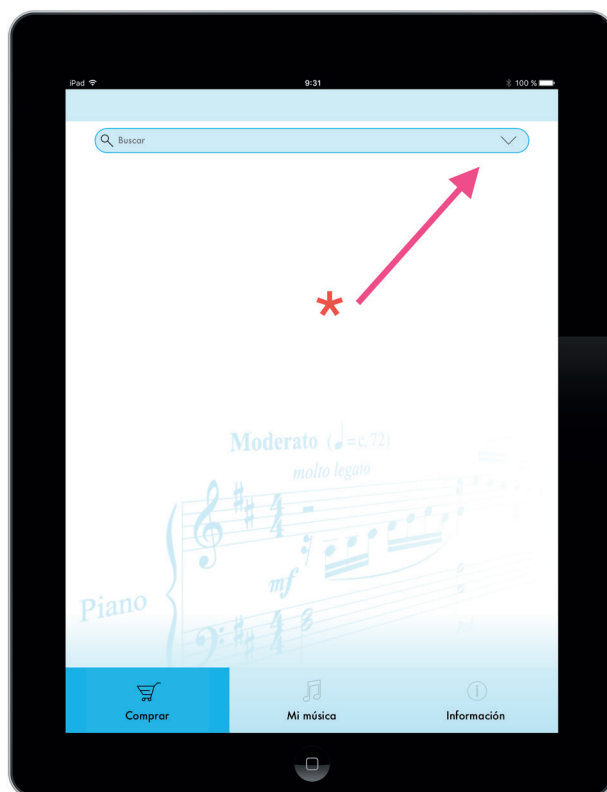 iPad 9:31 100 %
Buscar
*
Moderato (♩=c. 72)
molto legato
mf
Piano
Comprar Mi música Información